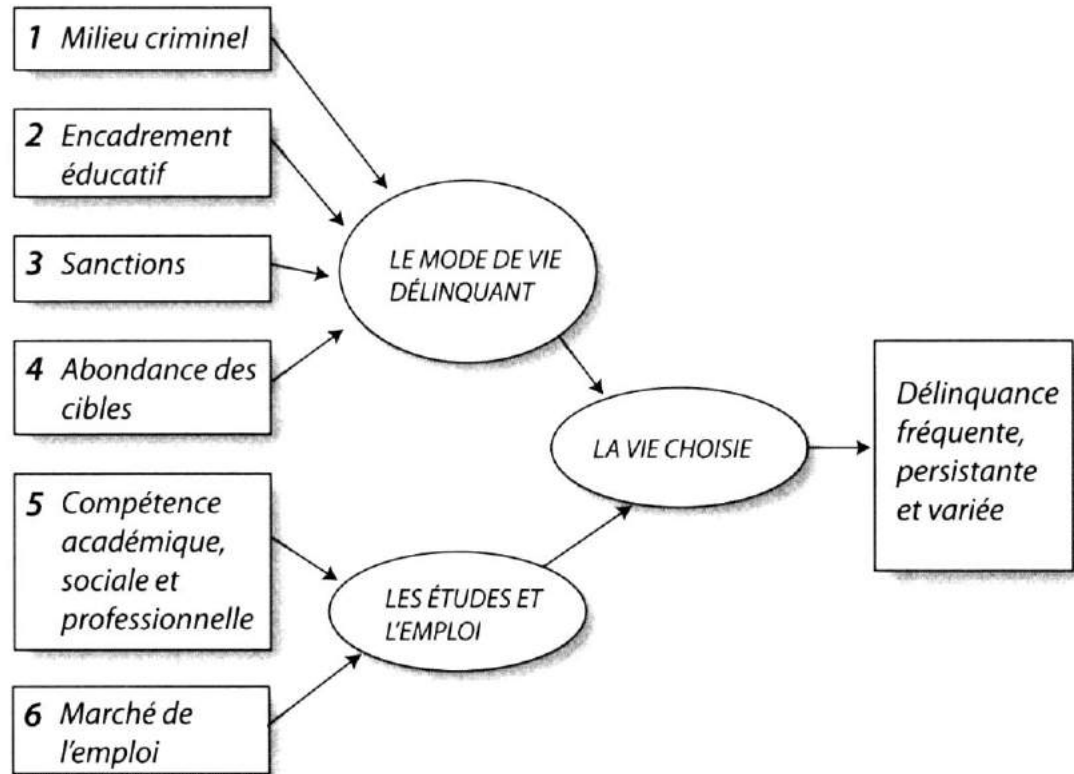 1 Milieu criminel
2 Encadrement
éducatif
3 Sanctions
4 Abondance des
cibles
5 Compétence
académique,
sociale et
professionnelle
6 Marché de
l'emploi
LE MODE DE VIE
DÉLINQUANT
LES ÉTUDES ET
L'EMPLOI
LA VIE CHOISIE
Délinquance
fréquente,
persistante
et variée